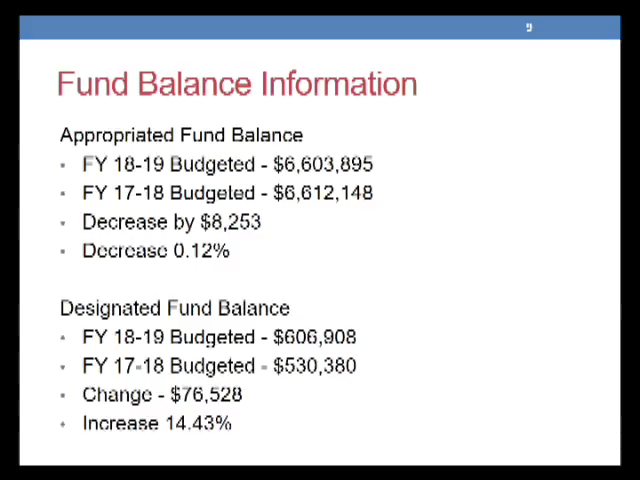 9
Fund Balance Information
Appropriated Fund Balance
• FY 18-19 Budgeted - $6,603,895
• FY 17-18 Budgeted - $6,612,148
• Decrease by $8,253
• Decrease 0.12%
Designated Fund Balance
• FY 18-19 Budgeted - $606,908
• FY 17-18 Budgeted - $530,380
• Change - $76,528
• Increase 14.43%